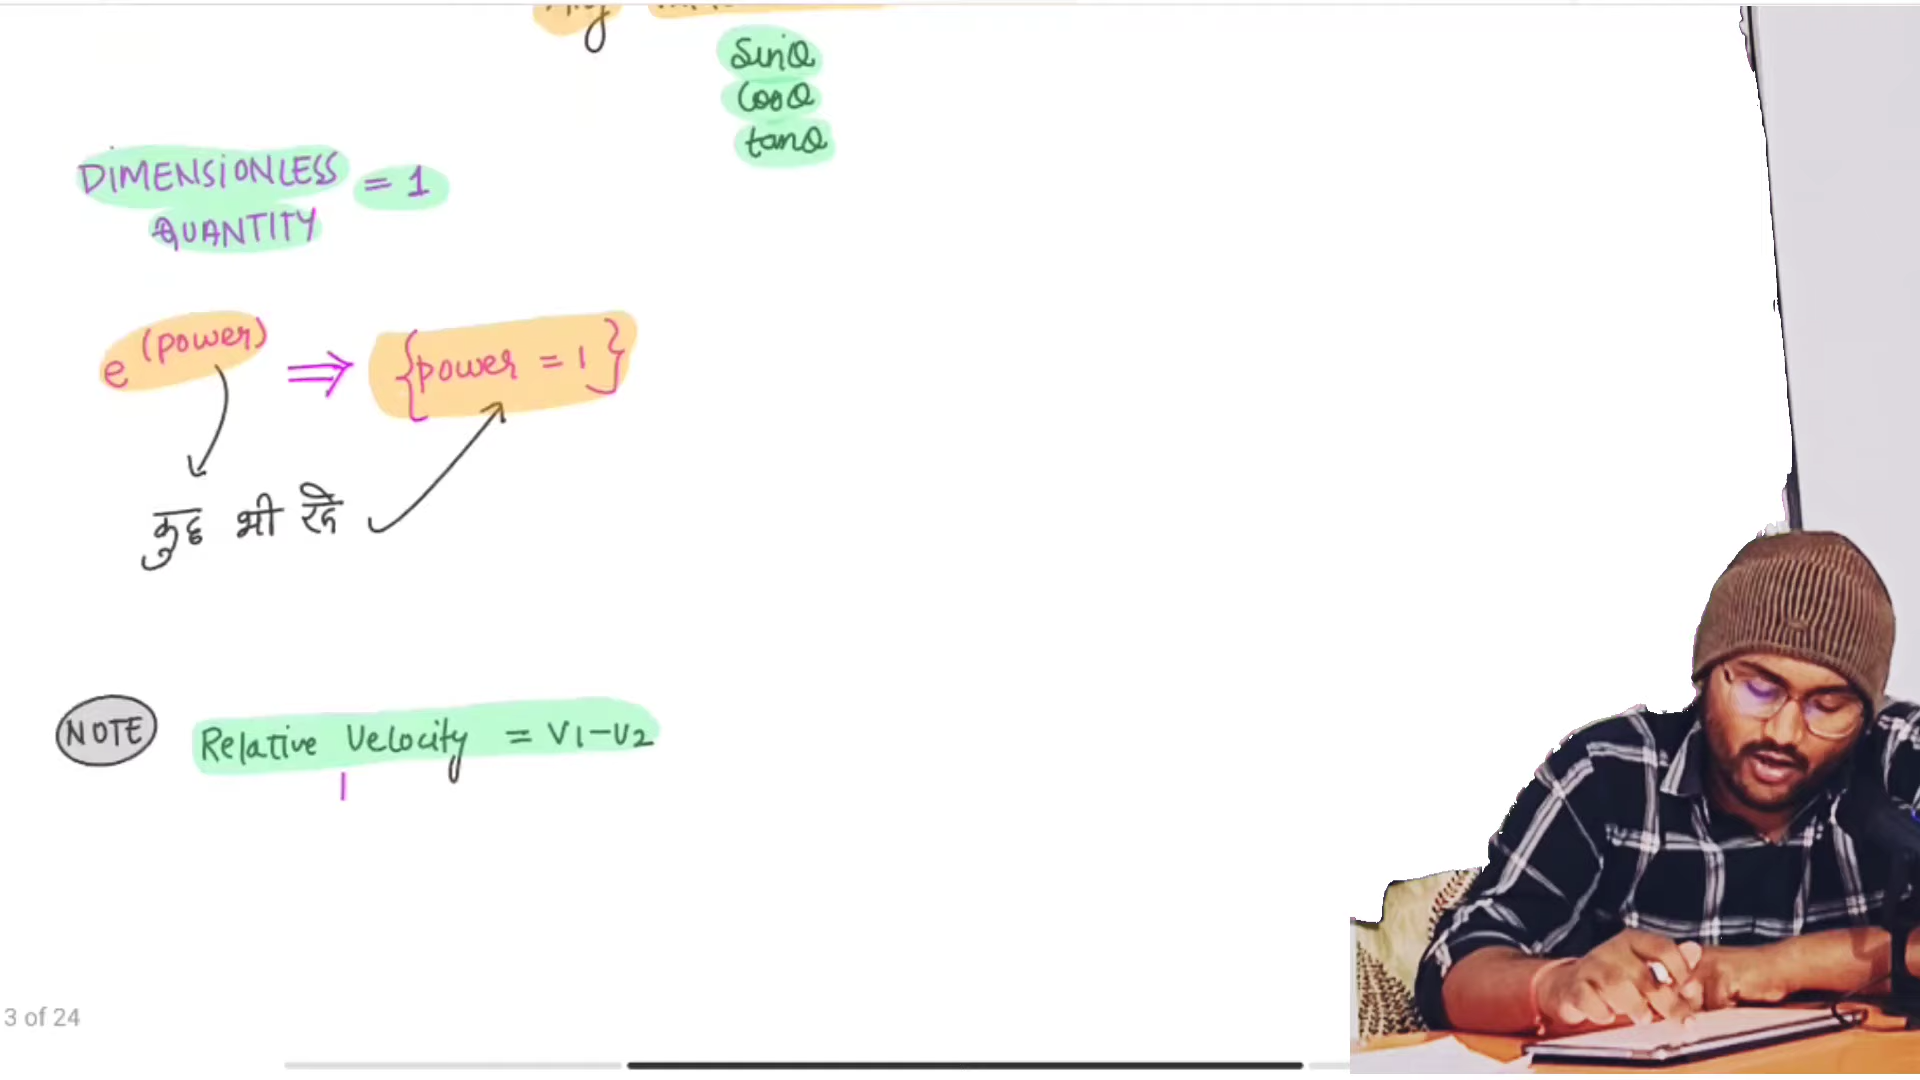 Sinθ
Cosθ
tanθ
DIMENSIONLESS = 1
QUANTITY
e(power) ⇒ {power = 1}
कुछ भी रहे
NOTE Relative Velocity = V1-V2
3 of 24